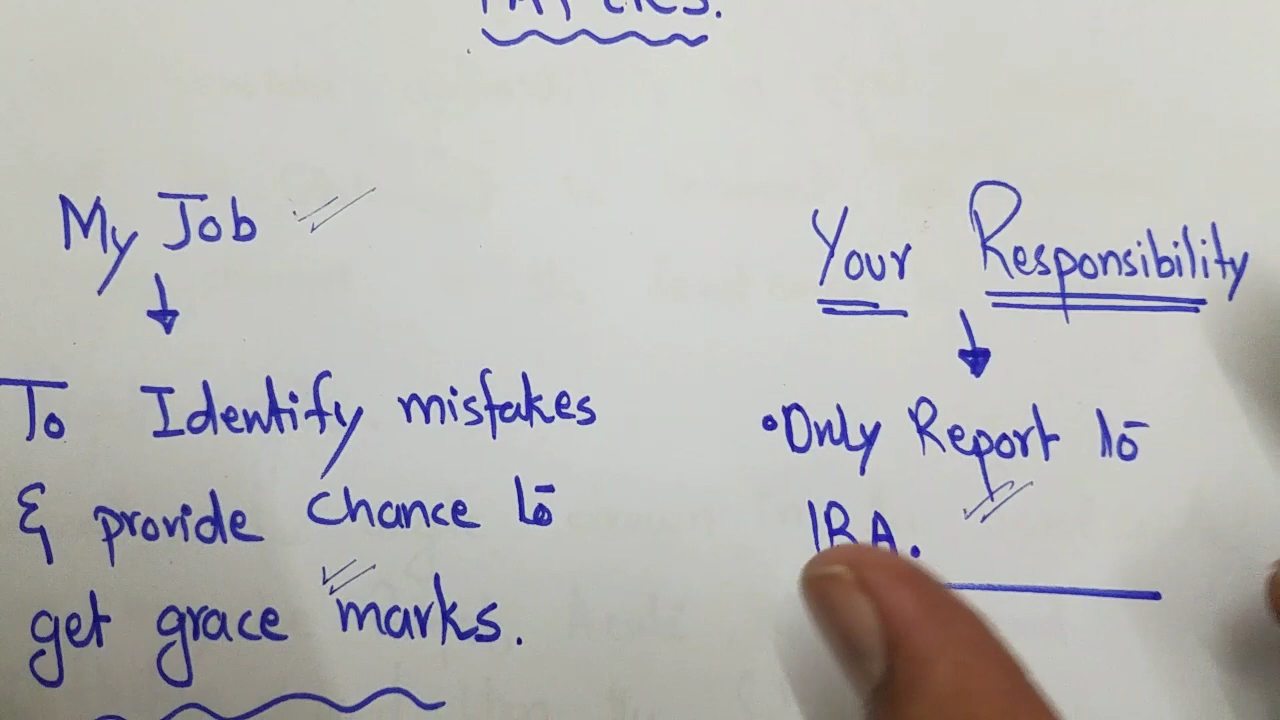 My Job
To Identify mistakes
& provide chance to
get grace marks.
Your Responsibility
• Only Report to
IBA.